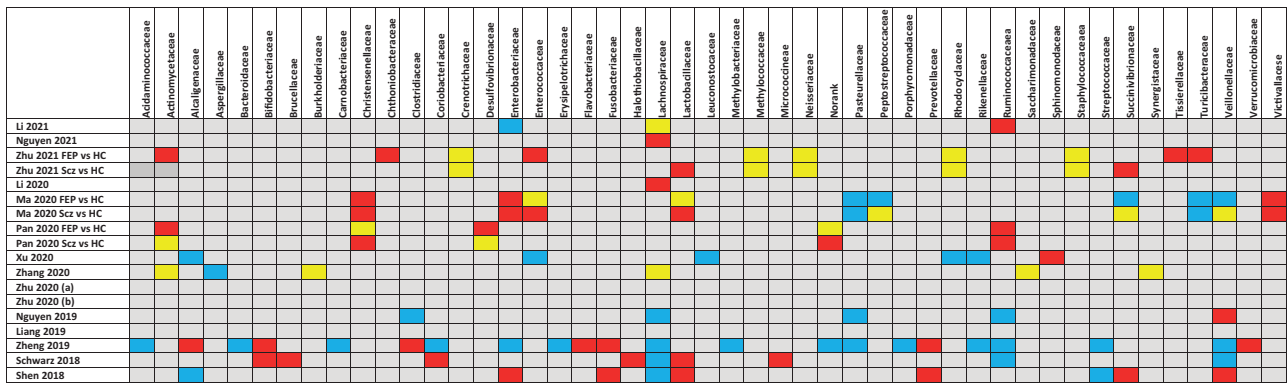 Addaminococcaceae
Actinomycetaceae
Alcaligenaceae
Aspergillaceae
Bacteroidaceae
Bifidobacteriaceae
Brucellaceae
Burkholderiaceae
Carnobacteriaceae
Christensenellaceae
Chthoniobacteraceae
Clostridiaceae
Coriobacteriaceae
Crenotrichaceae
Desulfovibrionaceae
Enterobacteriaceae
Enterococcaceae
Erysipelotrichaceae
Flavobacteriaceae
Fusobacteriaceae
Halothiobacillaceae
Lachnospiraceae
Lactobacillaceae
Leuconostocaceae
Methylobacteriaceae
Methylococcaceae
Micrococcineae
Neisseriaceae
Norank
Pasteurellaceae
Peptostreptococcaceae
Porphyromonadaceae
Prevotellaceae
Rhodoycdaceae
Rikenellaceae
Ruminococcaceaea
Saccharimonadaceae
Sphinomonodaceae
Staphylococcaceaea
Streptococcaceae
Succinivibrionaceae
Synergistaceae
Tissierellaceae
Turicibacteraceae
Veillonellaceae
Verrucomicrobiaceae
Victivallacese
Li 2021
Nguyen 2021
Zhu 2021 FEP vs HC
Zhu 2021 Scz vs HC
Li 2020
Ma 2020 FEP vs HC
Ma 2020 Scz vs HC
Pan 2020 FEP vs HC
Pan 2020 Scz vs HC
Xu 2020
Zhang 2020
Zhu 2020 (a)
Zhu 2020 (b)
Nguyen 2019
Liang 2019
Zheng 2019
Schwarz 2018
Shen 2018